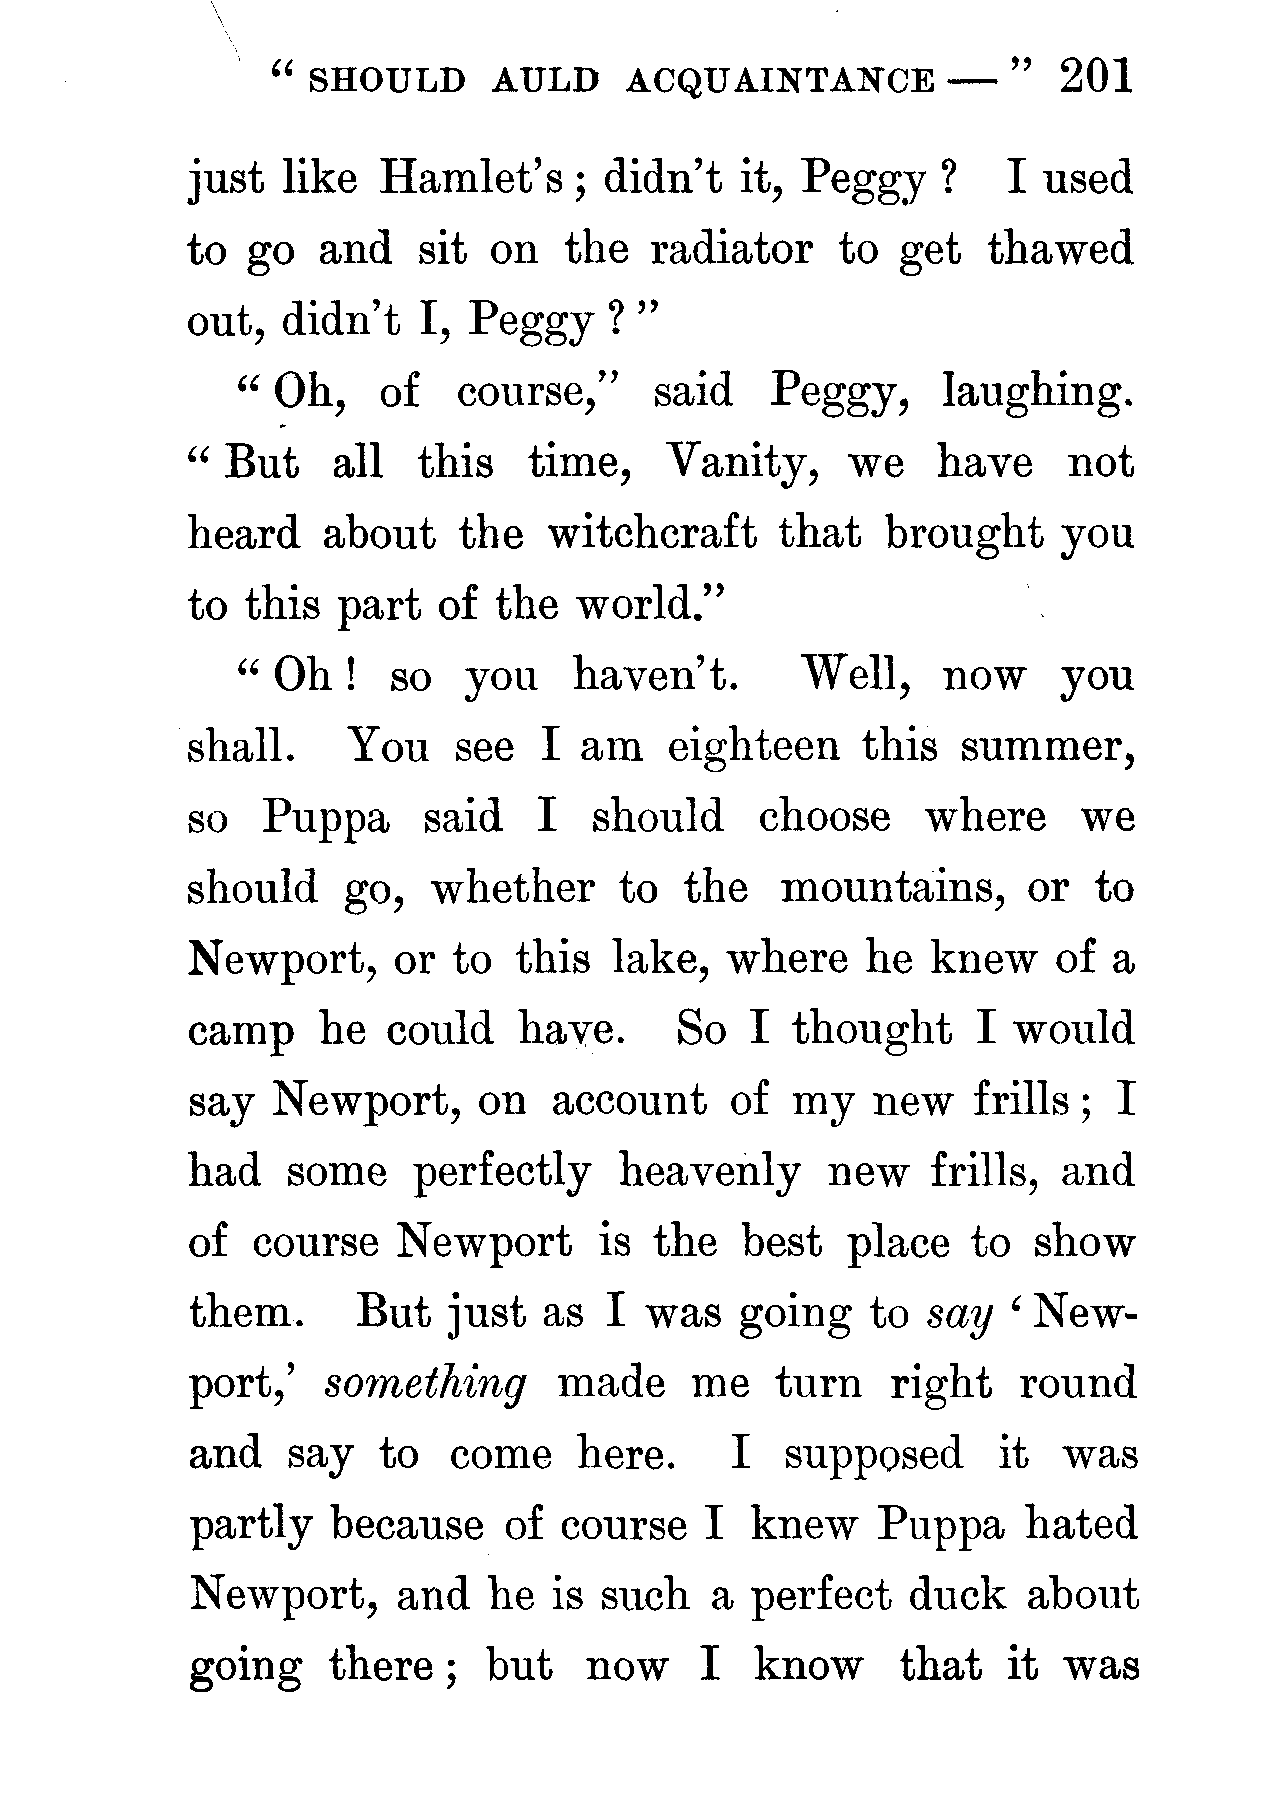 “ SHOULD AULD ACQUAINTANCE — ” 201
just like Hamlet’s ; didn’t it, Peggy ? I used
to go and sit on the radiator to get thawed
out, didn’t I, Peggy ? ”
“ Oh, of course,” said Peggy, laughing.
“ But all this time, Vanity, we have not
heard about the witchcraft that brought you
to this part of the world.”
“ Oh ! so you haven’t. Well, now you
shall. You see I am eighteen this summer,
so Puppa said I should choose where we
should go, whether to the mountains, or to
Newport, or to this lake, where he knew of a
camp he could have. So I thought I would
say Newport, on account of my new frills ; I
had some perfectly heavenly new frills, and
of course Newport is the best place to show
them. But just as I was going to say ‘ New-
port,’ something made me turn right round
and say to come here. I supposed it was
partly because of course I knew Puppa hated
Newport, and he is such a perfect duck about
going there ; but now I know that it was